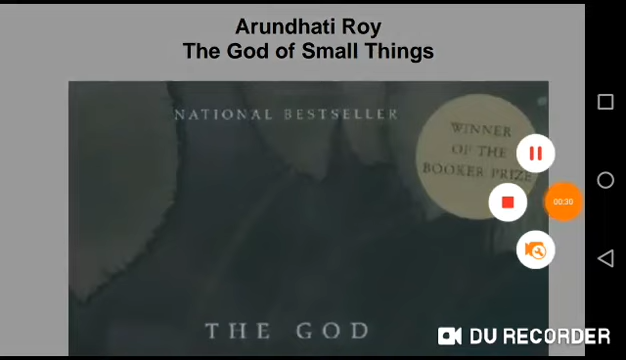 Arundhati Roy
The God of Small Things
NATIONAL BESTSELLER
WINNER
OF THE
BOOKER PRIZE
00:30
THE GOD
DU RECORDER